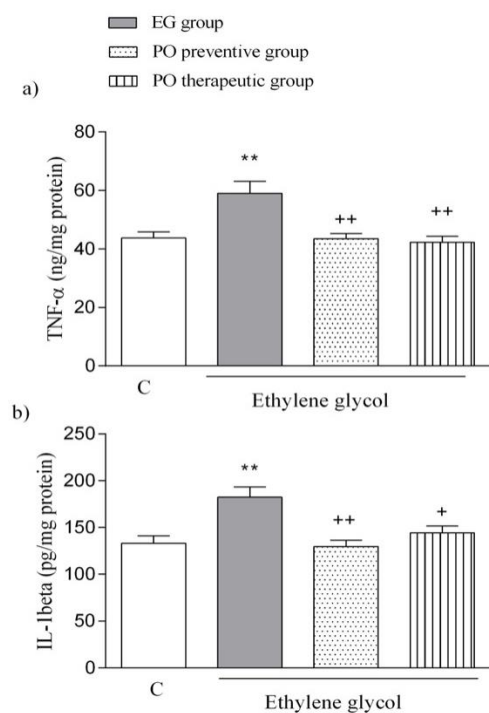 EG group
PO preventive group
PO therapeutic group
a)
TNF-α (ng/mg protein)
80
60
40
20
0
**
++
++
C
Ethylene glycol
b)
IL-1beta (pg/mg protein)
250
200
150
100
50
0
**
++
+
C
Ethylene glycol